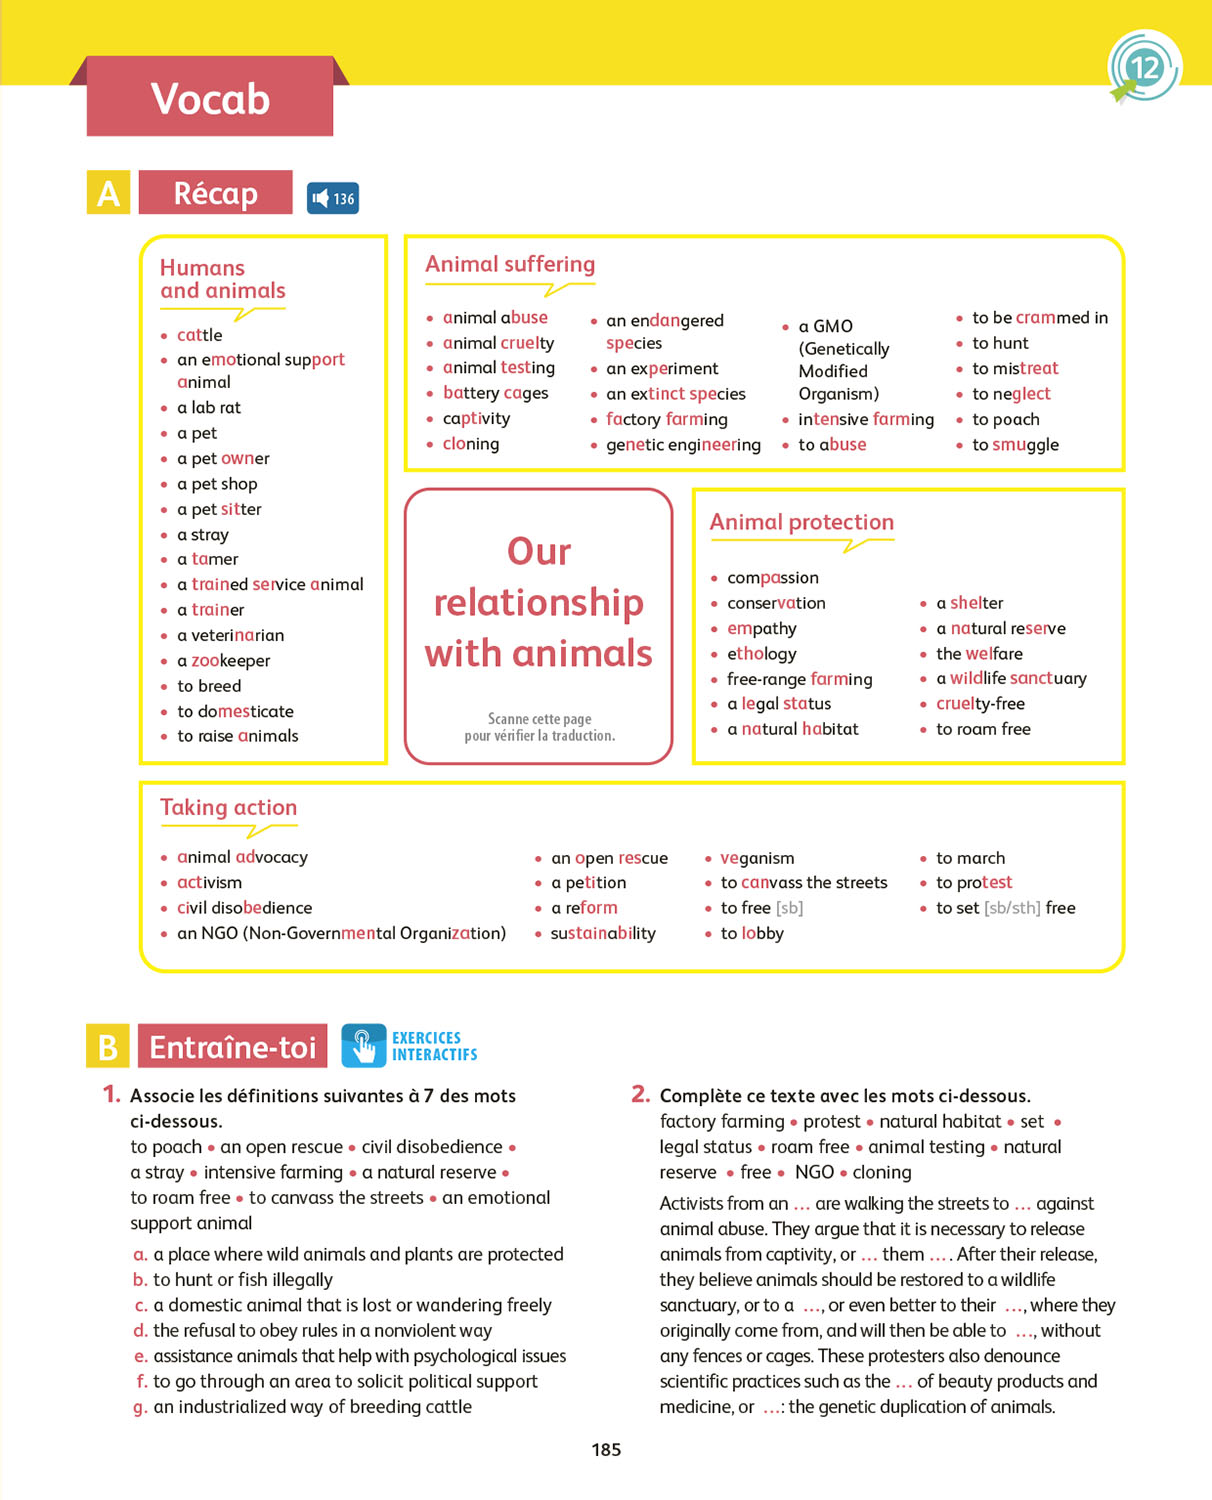 12
Vocab
A Récap 136
Humans
and animals
• cattle
• an emotional support
animal
• a lab rat
• a pet
• a pet owner
• a pet shop
• a pet sitter
• a stray
• a tamer
• a trained service animal
• a trainer
• a veterinarian
• a zookeeper
• to breed
• to domesticate
• to raise animals
Animal suffering
• animal abuse
• animal cruelty
• animal testing
• battery cages
• captivity
• cloning
• an endangered
species
• an experiment
• an extinct species
• factory farming
• genetic engineering
• a GMO
(Genetically
Modified
Organism)
• intensive farming
• to abuse
• to be crammed in
• to hunt
• to mistreat
• to neglect
• to poach
• to smuggle
Our
relationship
with animals
Scanne cette page
pour vérifier la traduction.
Animal protection
• compassion
• conservation
• empathy
• ethology
• free-range farming
• a legal status
• a natural habitat
• a shelter
• a natural reserve
• the welfare
• a wildlife sanctuary
• cruelty-free
• to roam free
Taking action
• animal advocacy
• activism
• civil disobedience
• an NGO (Non-Governmental Organization)
• an open rescue
• a petition
• a reform
• sustainability
• veganism
• to canvass the streets
• to free [sb]
• to lobby
• to march
• to protest
• to set [sb/sth] free
B Entraîne-toi
EXERCICES
INTERACTIFS
1. Associe les définitions suivantes à 7 des mots
ci-dessous.
to poach • an open rescue • civil disobedience •
a stray • intensive farming • a natural reserve •
to roam free • to canvass the streets • an emotional
support animal
a. a place where wild animals and plants are protected
b. to hunt or fish illegally
c. a domestic animal that is lost or wandering freely
d. the refusal to obey rules in a nonviolent way
e. assistance animals that help with psychological issues
f. to go through an area to solicit political support
g. an industrialized way of breeding cattle
2. Complète ce texte avec les mots ci-dessous.
factory farming • protest • natural habitat • set •
legal status • roam free • animal testing • natural
reserve • free • NGO • cloning
Activists from an ... are walking the streets to ... against
animal abuse. They argue that it is necessary to release
animals from captivity, or ... them .... After their release,
they believe animals should be restored to a wildlife
sanctuary, or to a ..., or even better to their ..., where they
originally come from, and will then be able to ..., without
any fences or cages. These protesters also denounce
scientific practices such as the ... of beauty products and
medicine, or ...: the genetic duplication of animals.
185